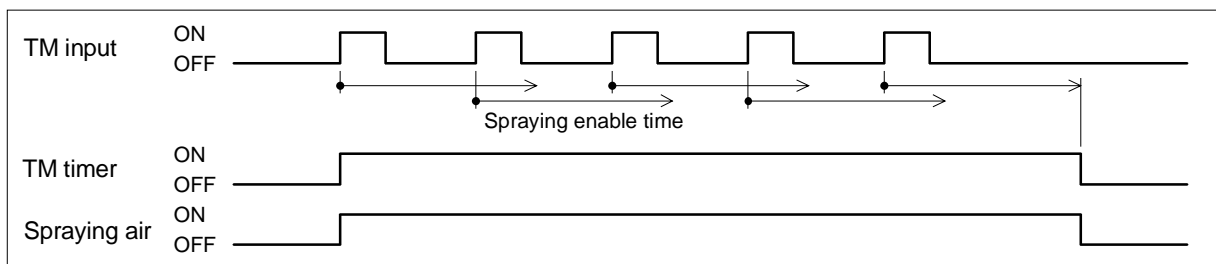 ON
TM input
OFF
Spraying enable time
ON
TM timer
OFF
ON
Spraying air
OFF